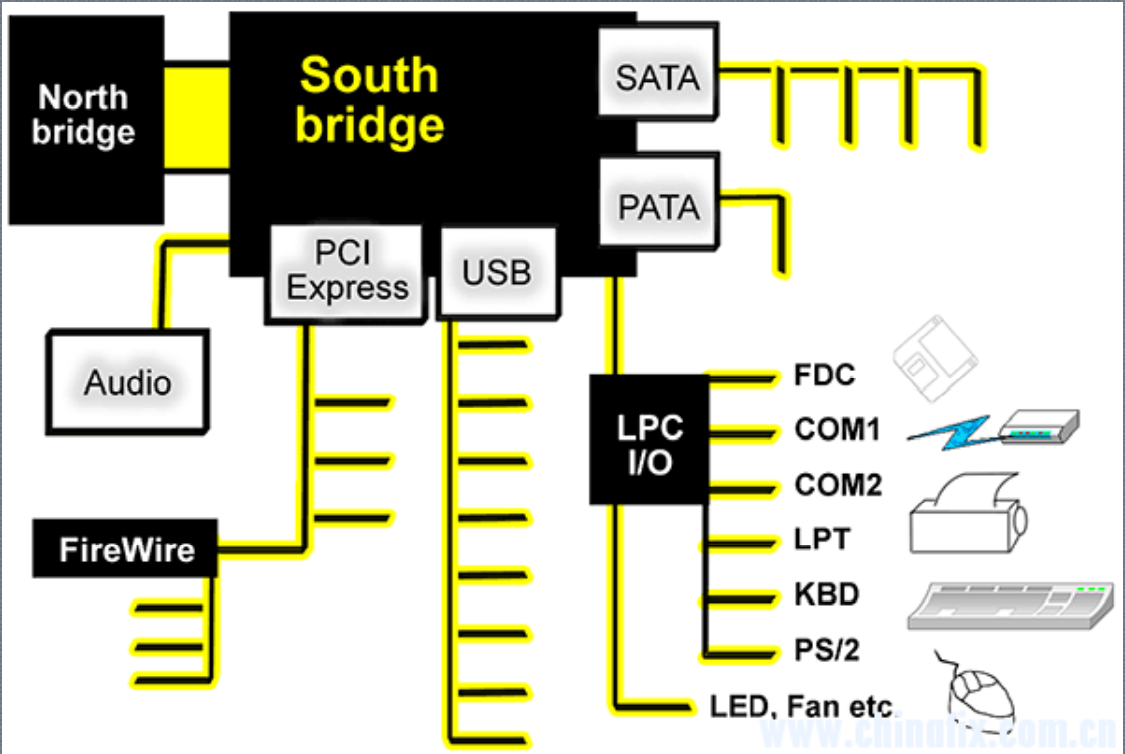 North
bridge
South
bridge
SATA
PATA
PCI
Express
USB
Audio
FireWire
LPC
I/O
FDC
COM1
COM2
LPT
KBD
PS/2
LED, Fan etc.
www.chinafix.com.cn